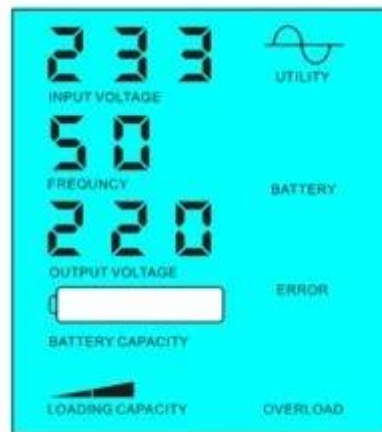 233
INPUT VOLTAGE
UTILITY
50
FREQUNCY
BATTERY
220
OUTPUT VOLTAGE
ERROR
BATTERY CAPACITY
LOADING CAPACITY
OVERLOAD